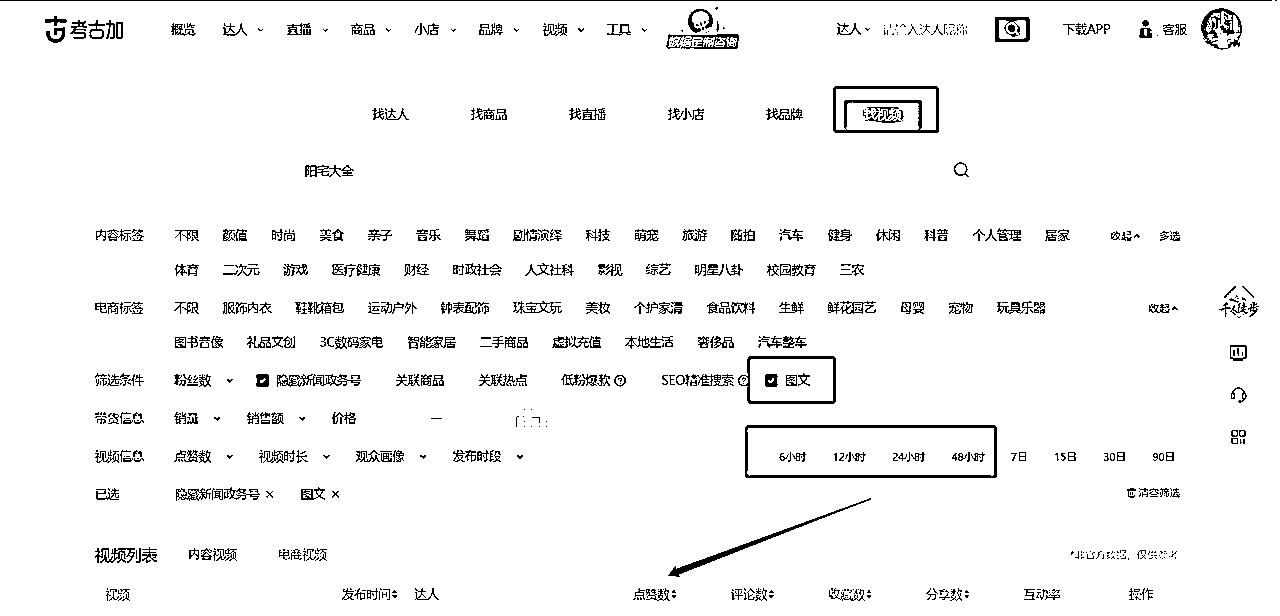 考古加 概览 达人 直播 商品 小店 品牌 视频 工具 数据定制咨询 达人 请输入达人昵称 下载APP 客服
找达人 找商品 找直播 找小店 找品牌 找视频
阳宅大全
内容标签 不限 颜值 时尚 美食 亲子 音乐 舞蹈 剧情演绎 科技 萌宠 旅游 随拍 汽车 健身 休闲 科普 个人管理 居家 收起 多选
体育 二次元 游戏 医疗健康 财经 时政社会 人文社科 影视 综艺 明星八卦 校园教育 三农
电商标签 不限 服饰内衣 鞋靴箱包 运动户外 钟表配饰 珠宝文玩 美妆 个护家清 食品饮料 生鲜 鲜花园艺 母婴 宠物 玩具乐器 收起
图书音像 礼品文创 3C数码家电 智能家居 二手商品 虚拟充值 本地生活 奢侈品 汽车整车
筛选条件 粉丝数 隐藏新闻政务号 关联商品 关联热点 低粉爆款 SEO精准搜索 图文
带货信息 销量 销售额 价格 —
视频信息 点赞数 视频时长 观众画像 发布时段 6小时 12小时 24小时 48小时 7日 15日 30日 90日
已选 隐藏新闻政务号 × 图文 × 清空筛选
视频列表 内容视频 电商视频 *非官方数据，仅供参考
视频 发布时间 达人 点赞数 评论数 收藏数 分享数 互动率 操作